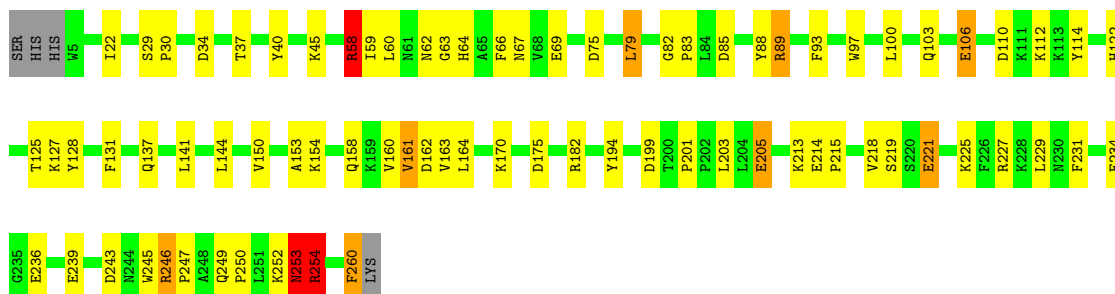 SER HIS HIS W5 I22 S29 P30 D34 T37 Y40 K45 R58 I59 L60 N61 N62 G63 H64 A65 F66 N67 V68 E69 D75 L79 G82 P83 L84 D85 Y88 R89 F93 W97 L100 Q103 E106 D110 K111 K112 K113 Y114
T125 K127 Y128 F131 Q137 L141 L144 V150 A153 K154 Q158 K159 V160 V161 D162 V163 L164 K170 D175 R182 Y194 D199 T200 P201 P202 L203 L204 E205 K213 E214 P215 V218 S219 S220 E221 K225 F226 R227 K228 L229 N230 F231
G235 E236 E239 D243 N244 W245 R246 P247 A248 Q249 P250 L251 K252 N253 R254 F260 LYS